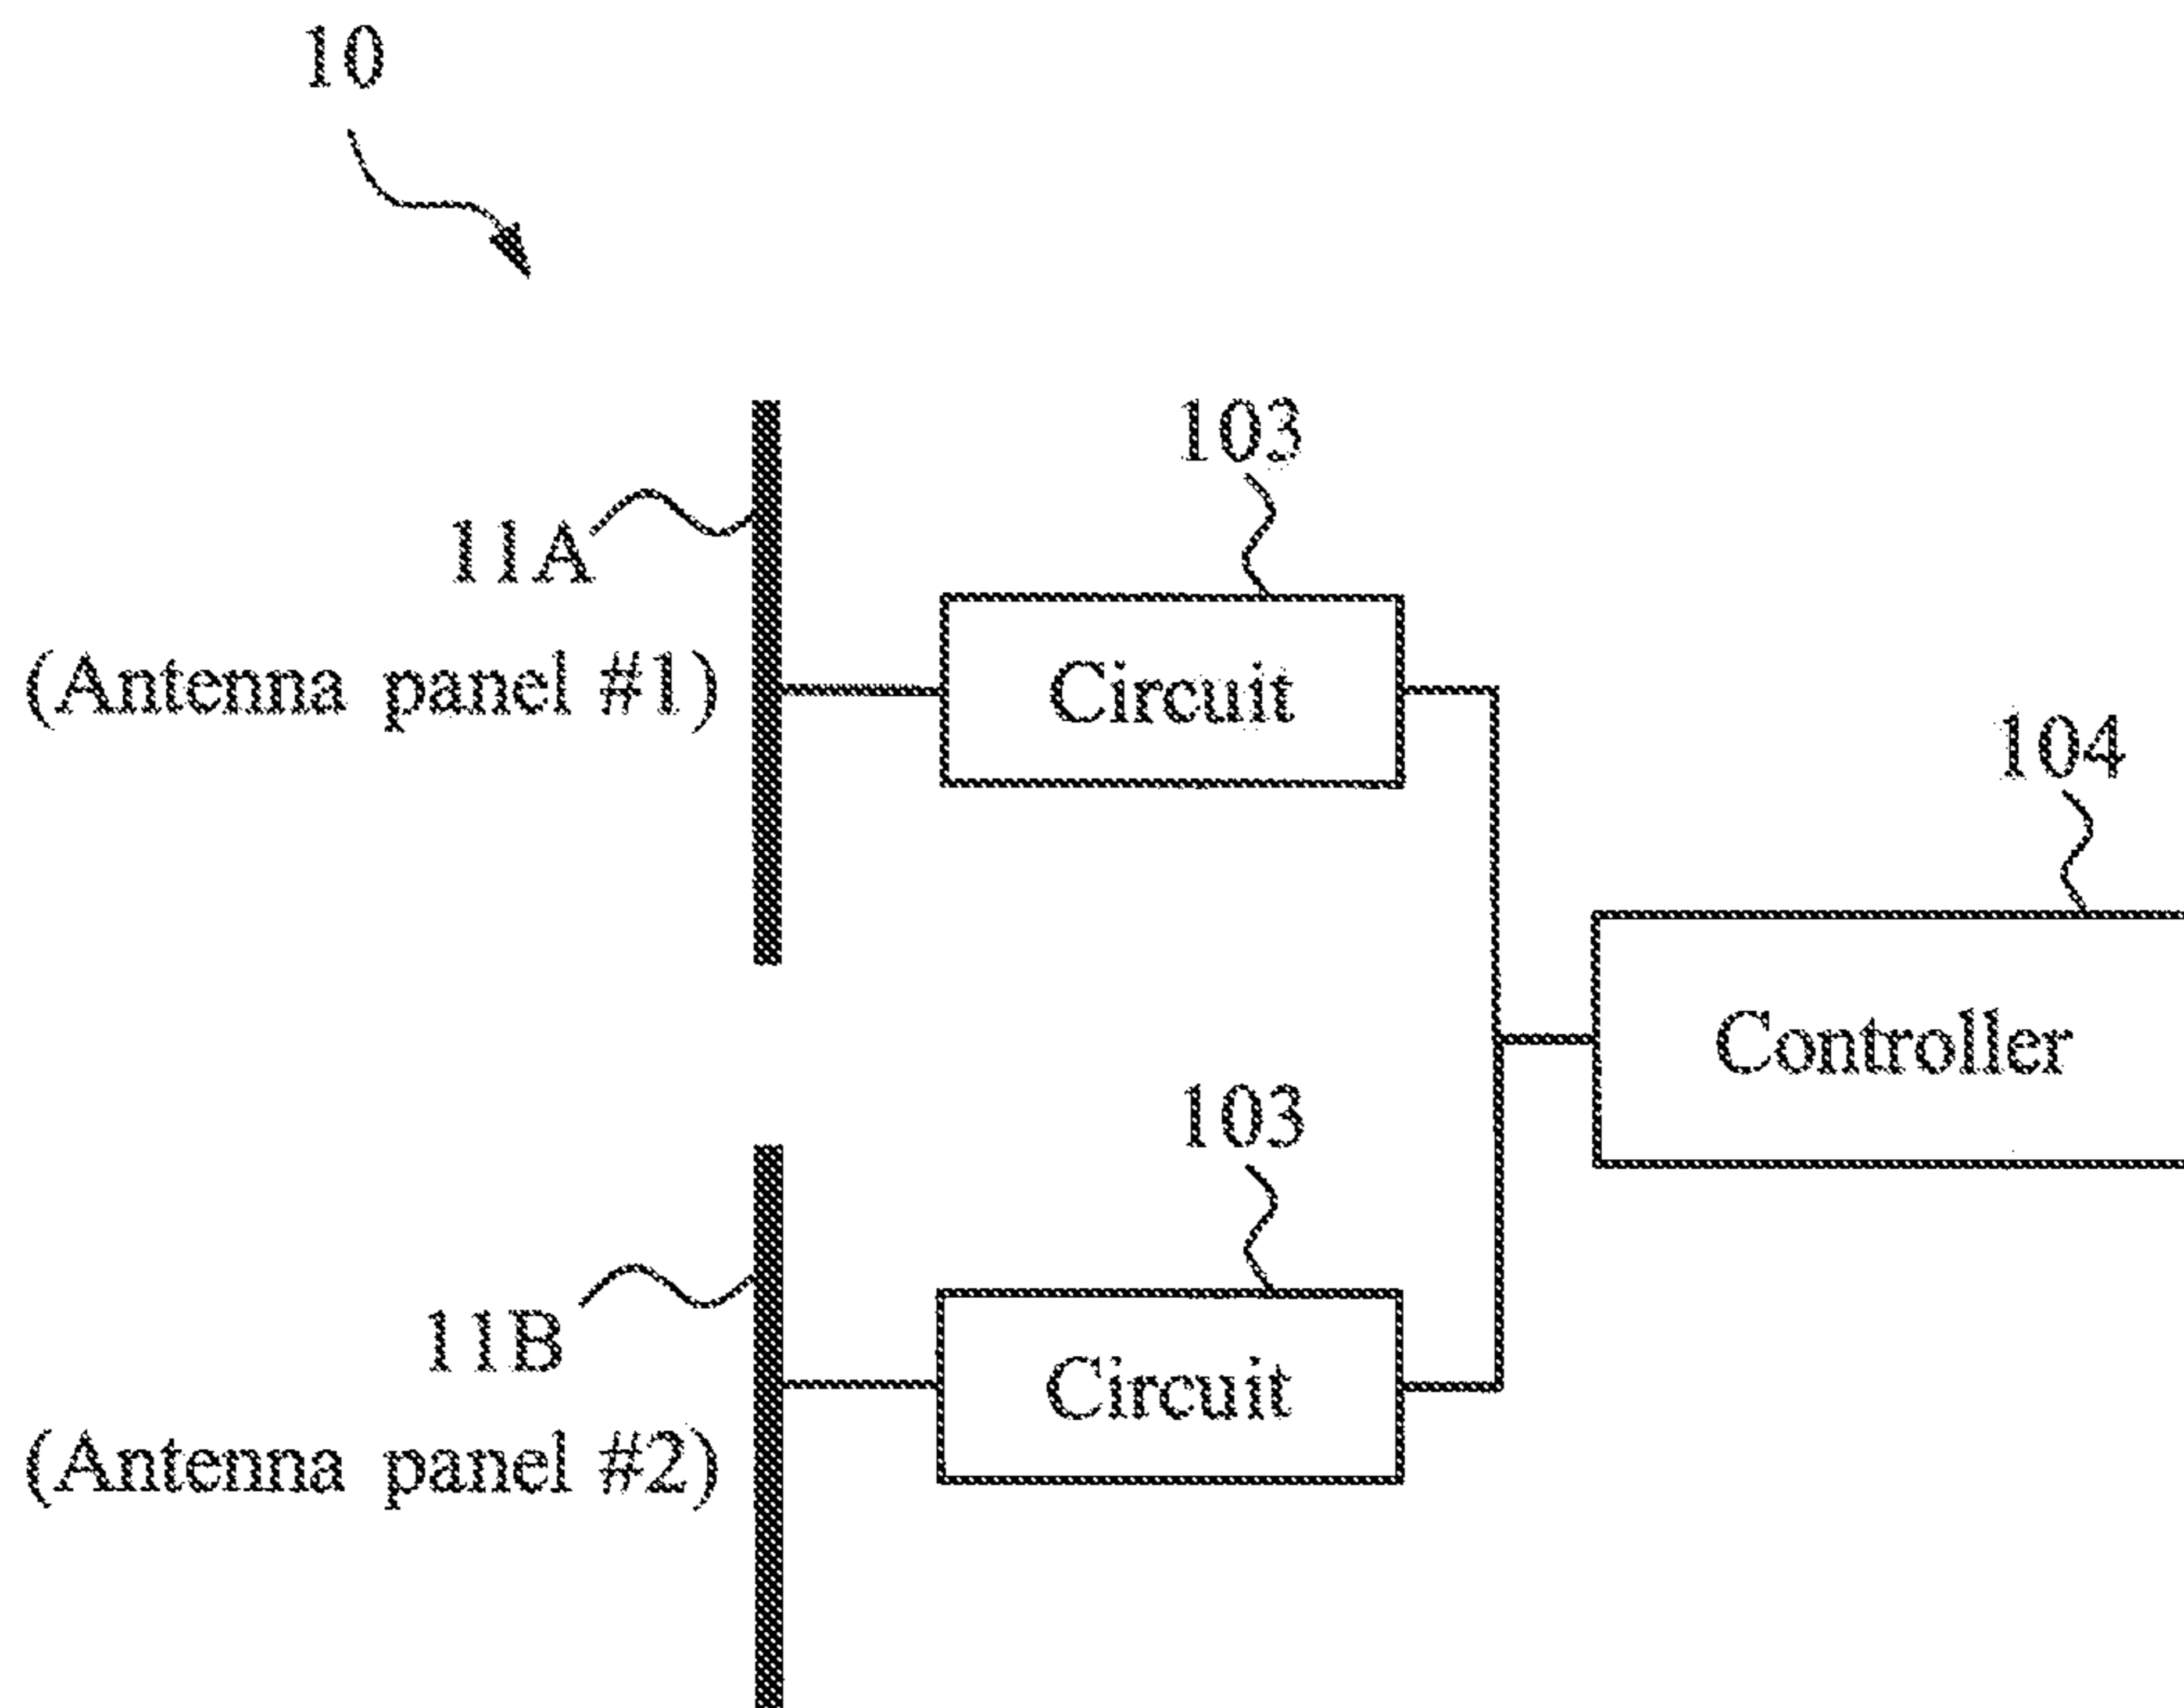 10
103
11A
(Antenna panel #1)
Circuit
104
Controller
103
11B
(Antenna panel #2)
Circuit